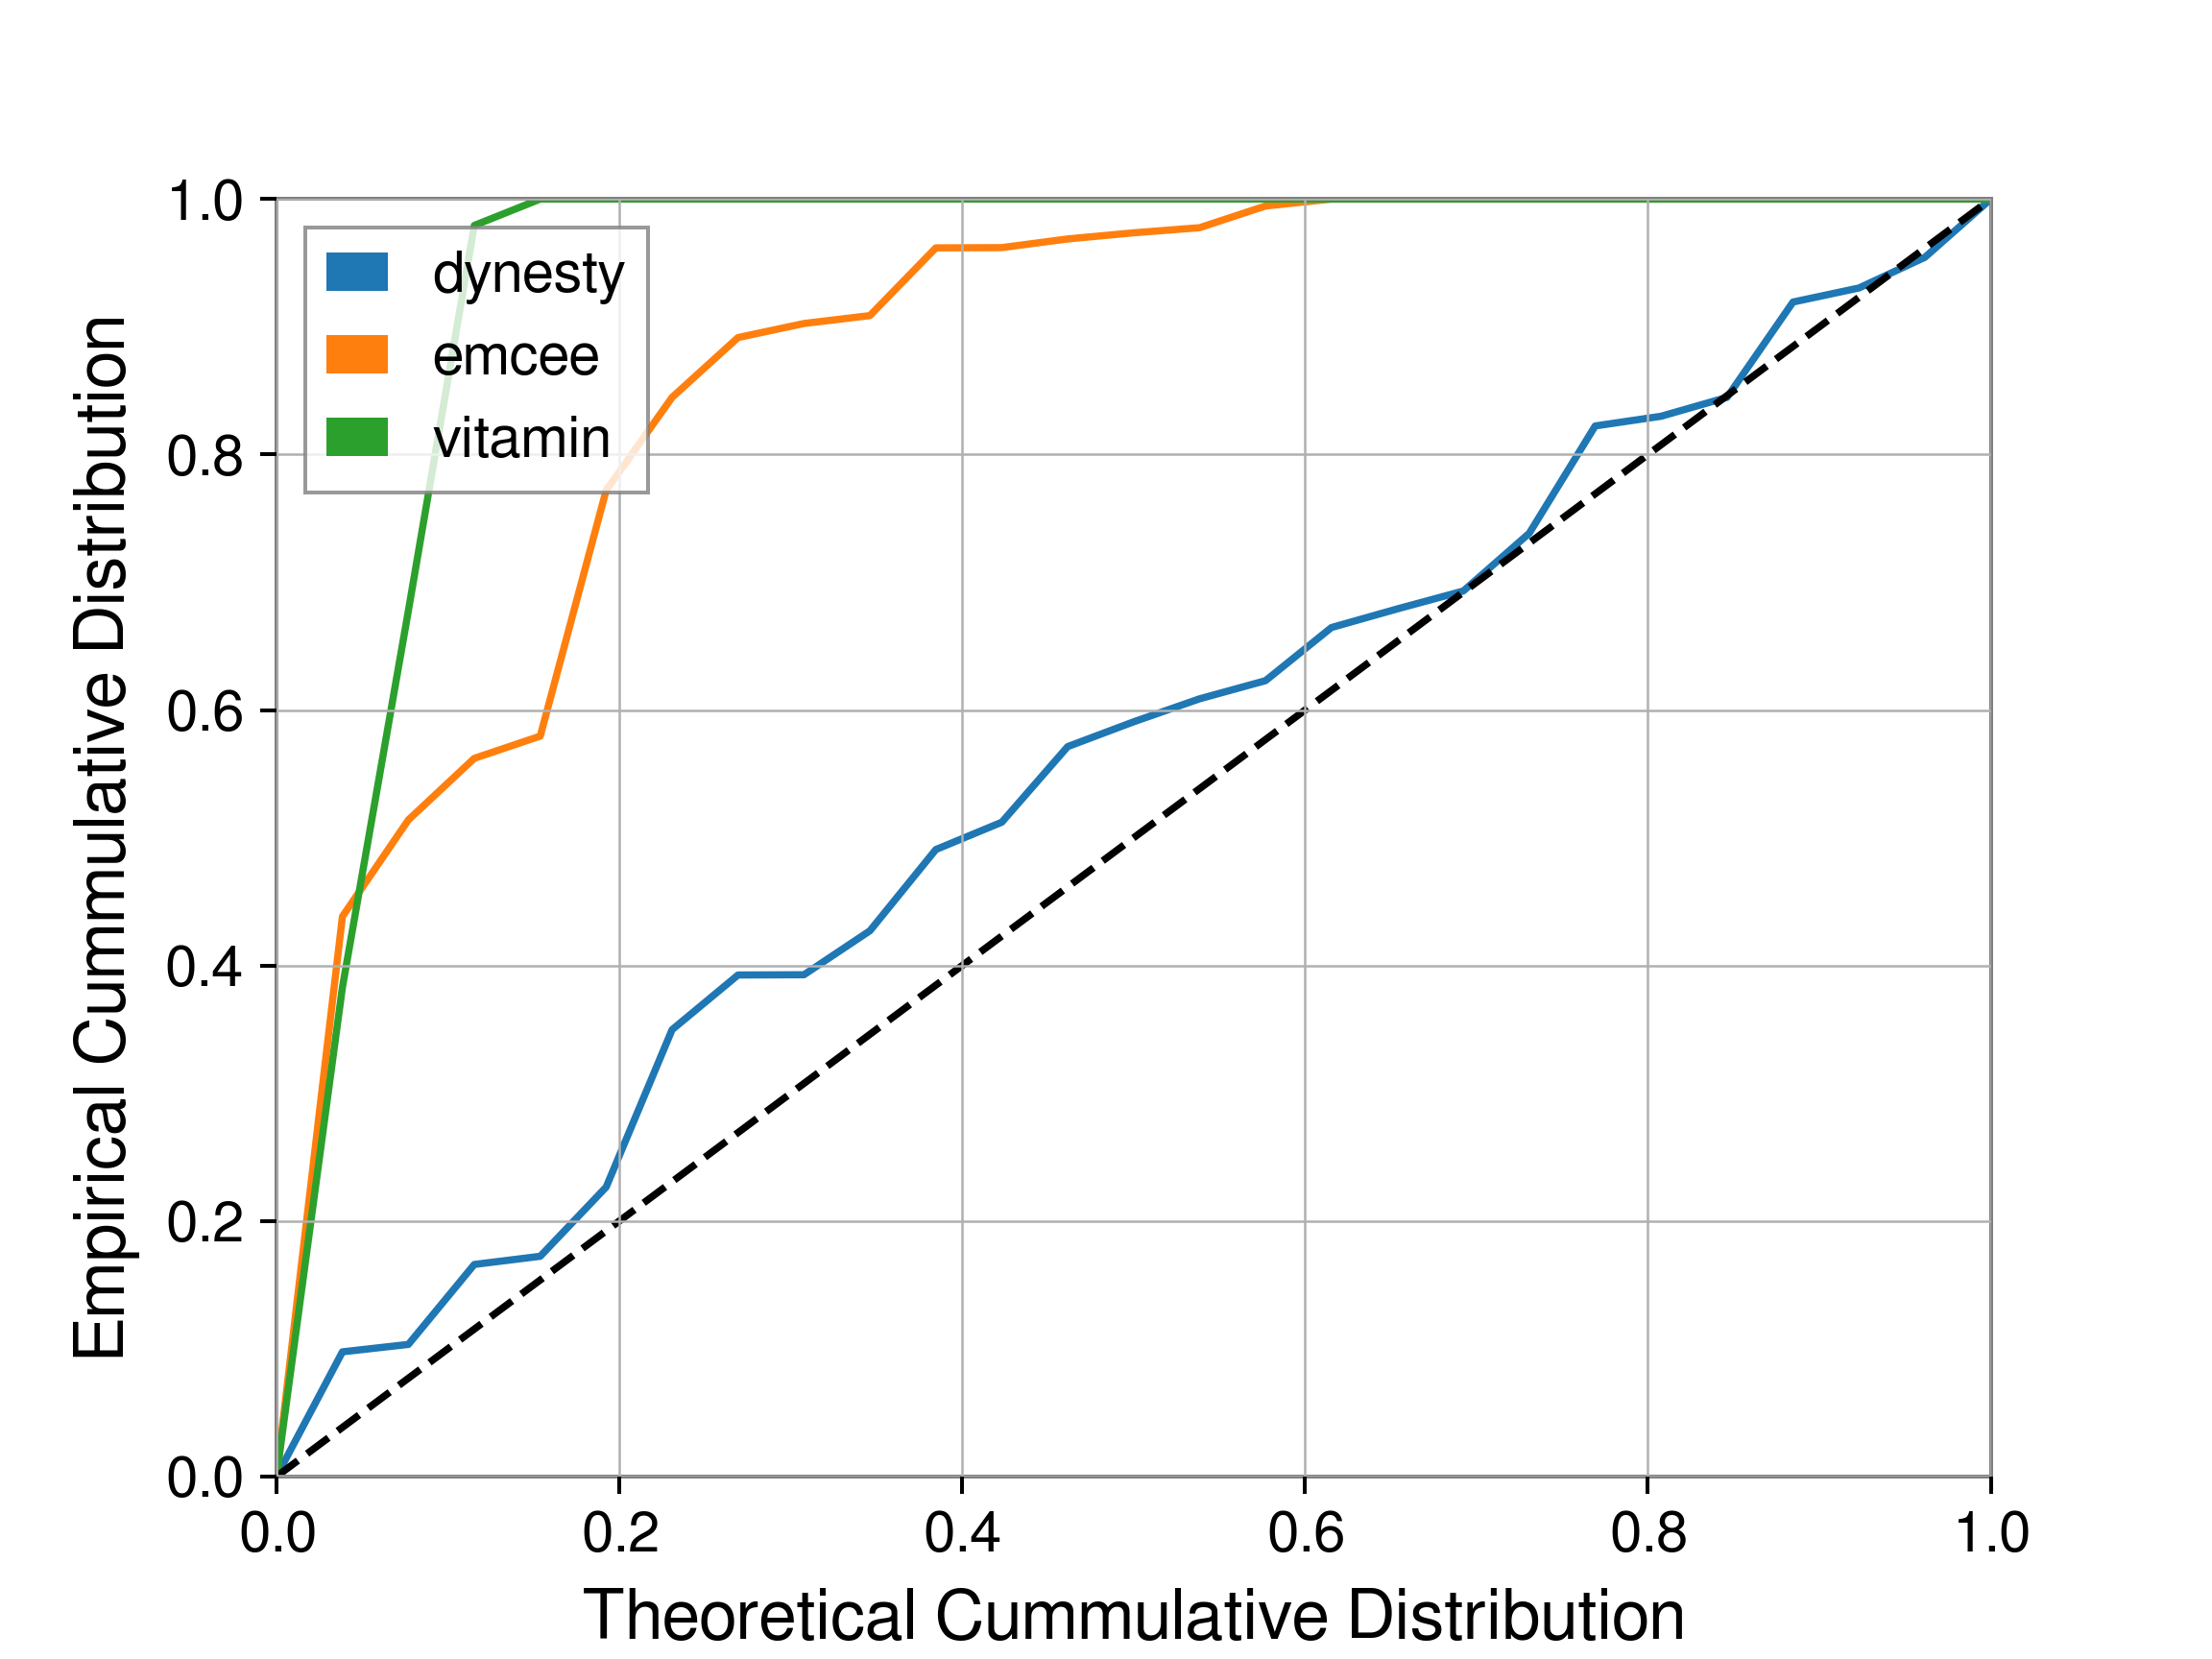 1.0
0.8
0.6
0.4
0.2
0.0
Empirical Cummulative Distribution
dynesty
emcee
vitamin
0.0 0.2 0.4 0.6 0.8 1.0
Theoretical Cummulative Distribution